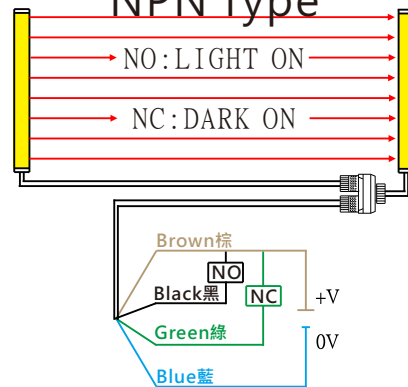 NPN Type
NO:LIGHT ON
NC:DARK ON
Brown棕
NO
Black黑
NC
+V
Green綠
0V
Blue藍